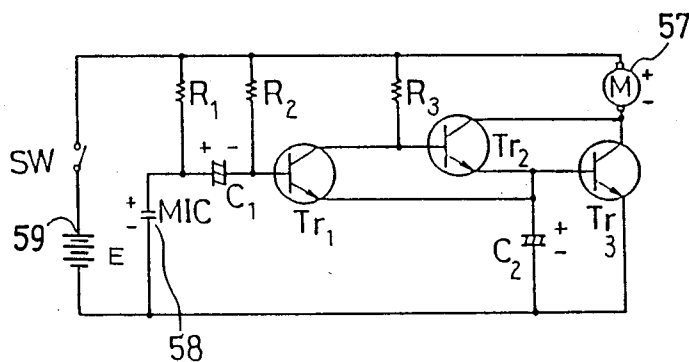 57
M + -
R1 R2 R3
SW
+ -
C1
Tr1
Tr2
Tr3
+ -
MIC
59
E
C2
+ -
58